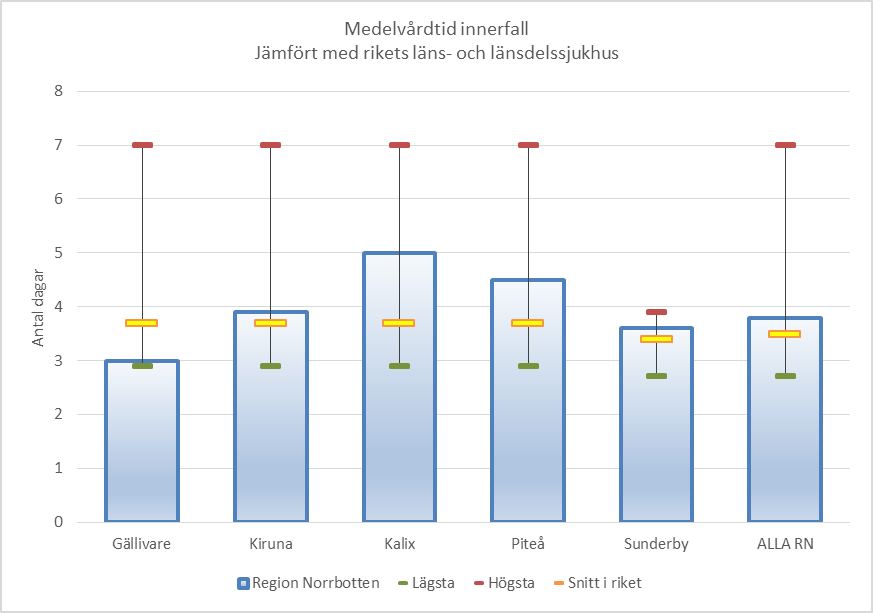 Medelvårdtid innerfall
Jämfört med rikets läns- och länsdelssjukhus
Antal dagar
8
7
6
5
4
3
2
1
0
Gällivare Kiruna Kalix Piteå Sunderby ALLA RN
Region Norrbotten Lägsta Högsta Snitt i riket